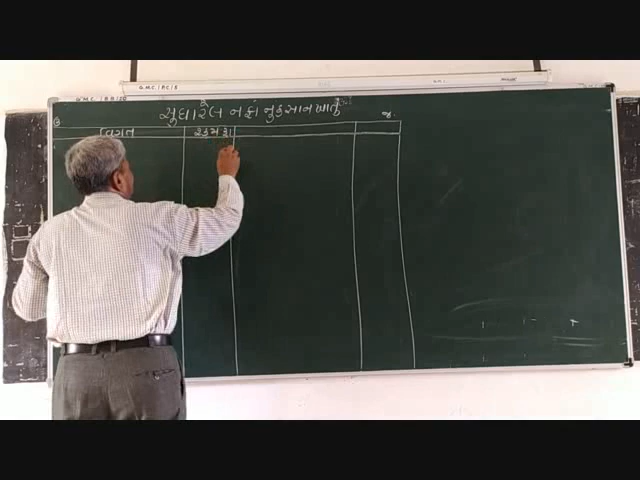 સુધારેલ નફા નુકસાન ખાતું
ઉ જ.
વિગત રકમ રૂા